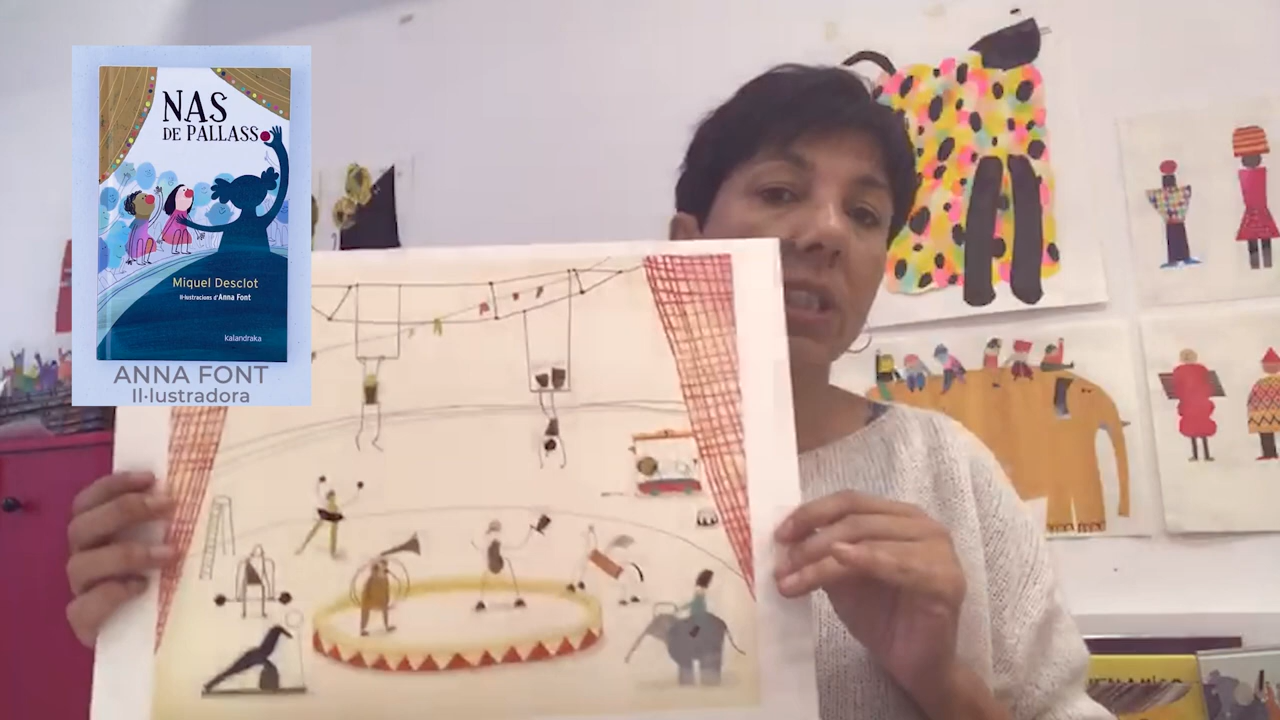 NAS
DE PALLASSO
Miquel Desclot
Il·lustracions d'Anna Font
kalandraka
ANNA FONT
Il·lustradora